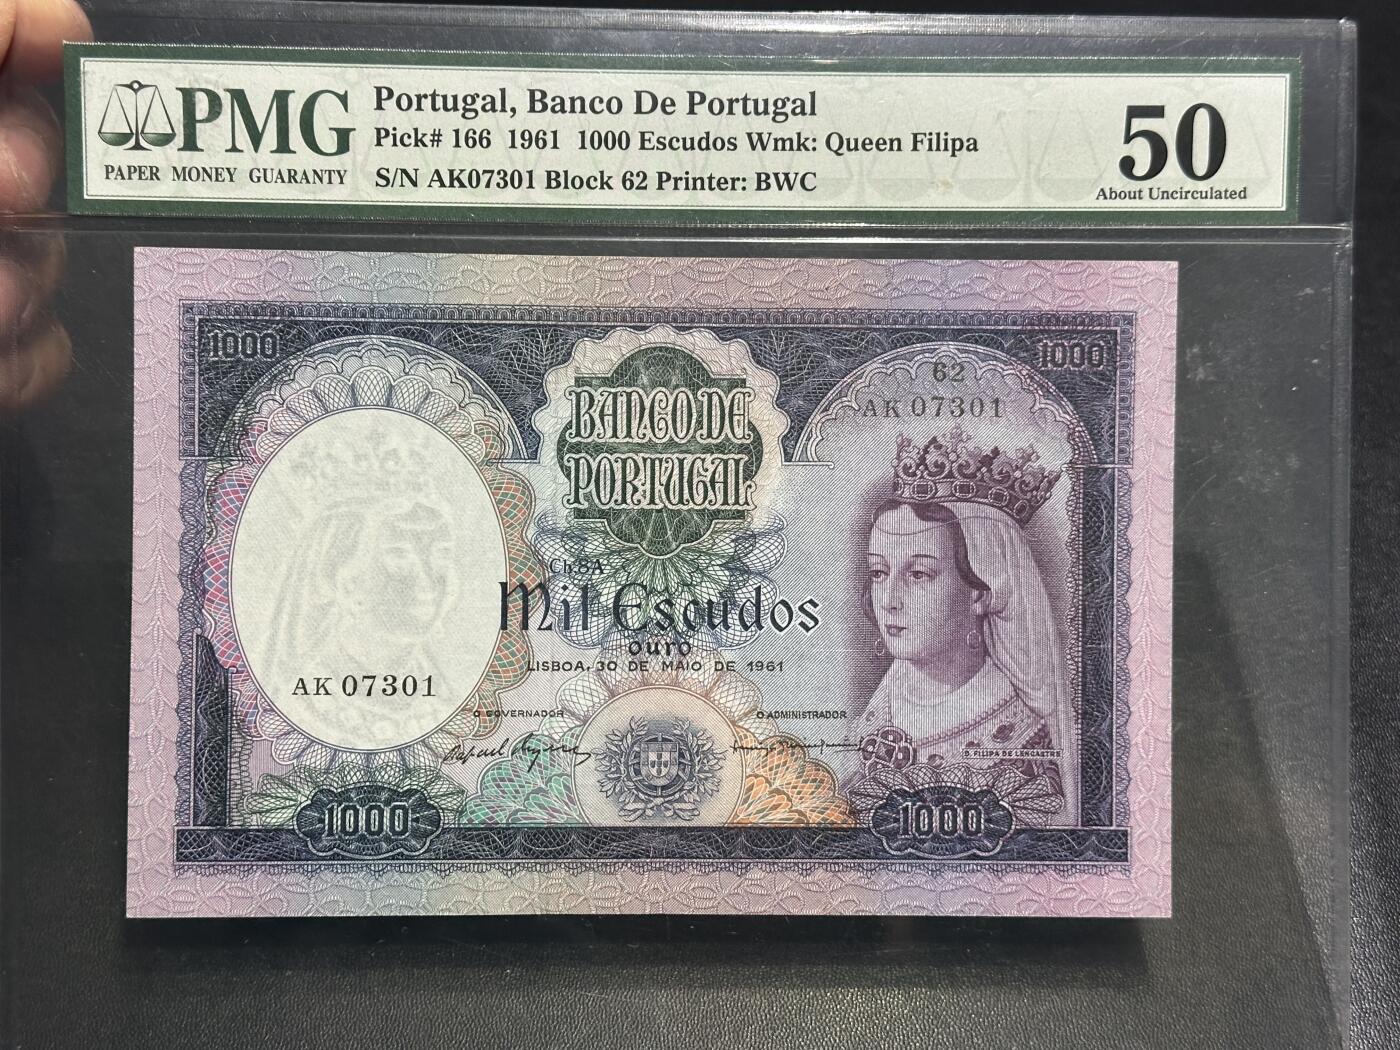 PMG
PAPER MONEY GUARANTY
Portugal, Banco De Portugal
Pick# 166 1961 1000 Escudos Wmk: Queen Filipa
S/N AK07301 Block 62 Printer: BWC
50
About Uncirculated
1000
1000
62
AK 07301
BANCO DE
PORTUGAL
Ch.8A
Mil Escudos
ouro
LISBOA, 30 DE MAIO DE 1961
AK 07301
O GOVERNADOR
O ADMINISTRADOR
D. FILIPA DE LENCASTRE
1000
1000